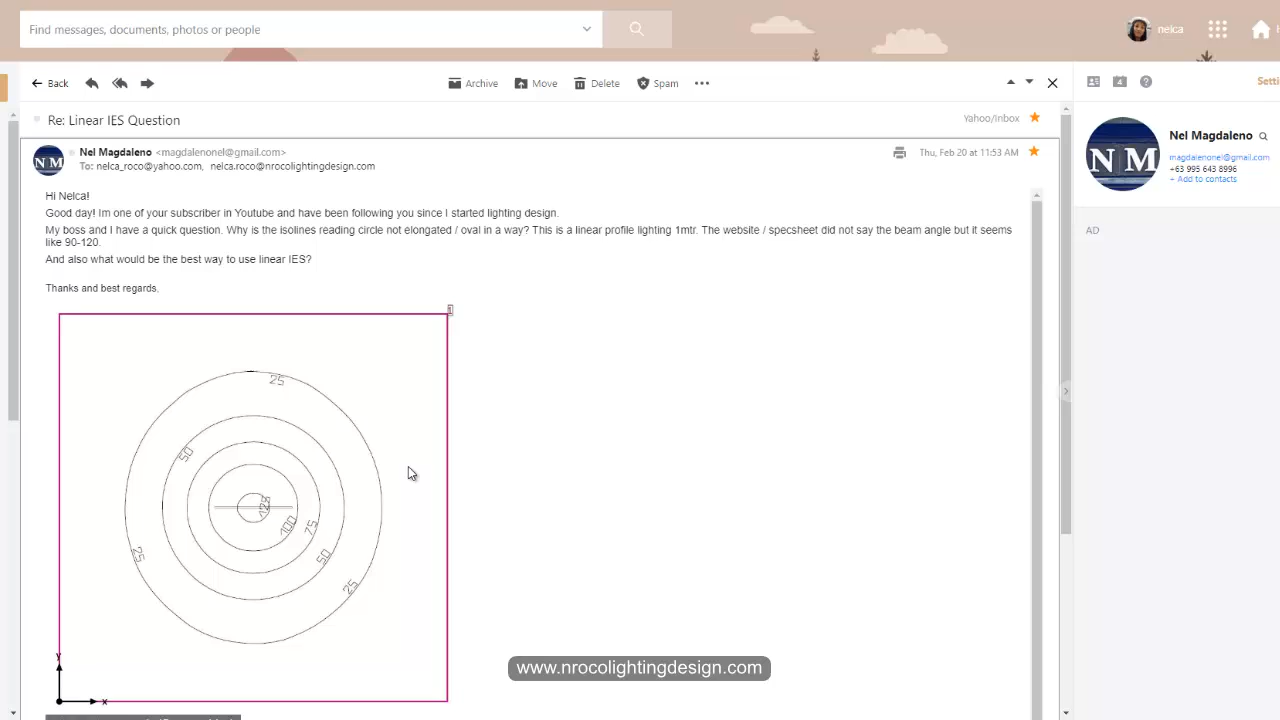 Find messages, documents, photos or people
nelca
Back
Archive
Move
Delete
Spam
Setti
Re: Linear IES Question
Yahoo/Inbox
Nel Magdaleno <magdalenonel@gmail.com>
Thu, Feb 20 at 11:53 AM
To: nelca_roco@yahoo.com, nelca.roco@nrocolightingdesign.com
N M
Hi Nelca!
Good day! Im one of your subscriber in Youtube and have been following you since I started lighting design.
My boss and I have a quick question. Why is the isolines reading circle not elongated / oval in a way? This is a linear profile lighting 1mtr. The website / specsheet did not say the beam angle but it seems
like 90-120.
And also what would be the best way to use linear IES?
Thanks and best regards.
N M
Nel Magdaleno
magdalenonel@gmail.com
+63 995 643 8996
+ Add to contacts
AD
4
1
25
50
125
100
75
50
25
25
y
x
www.nrocolightingdesign.com